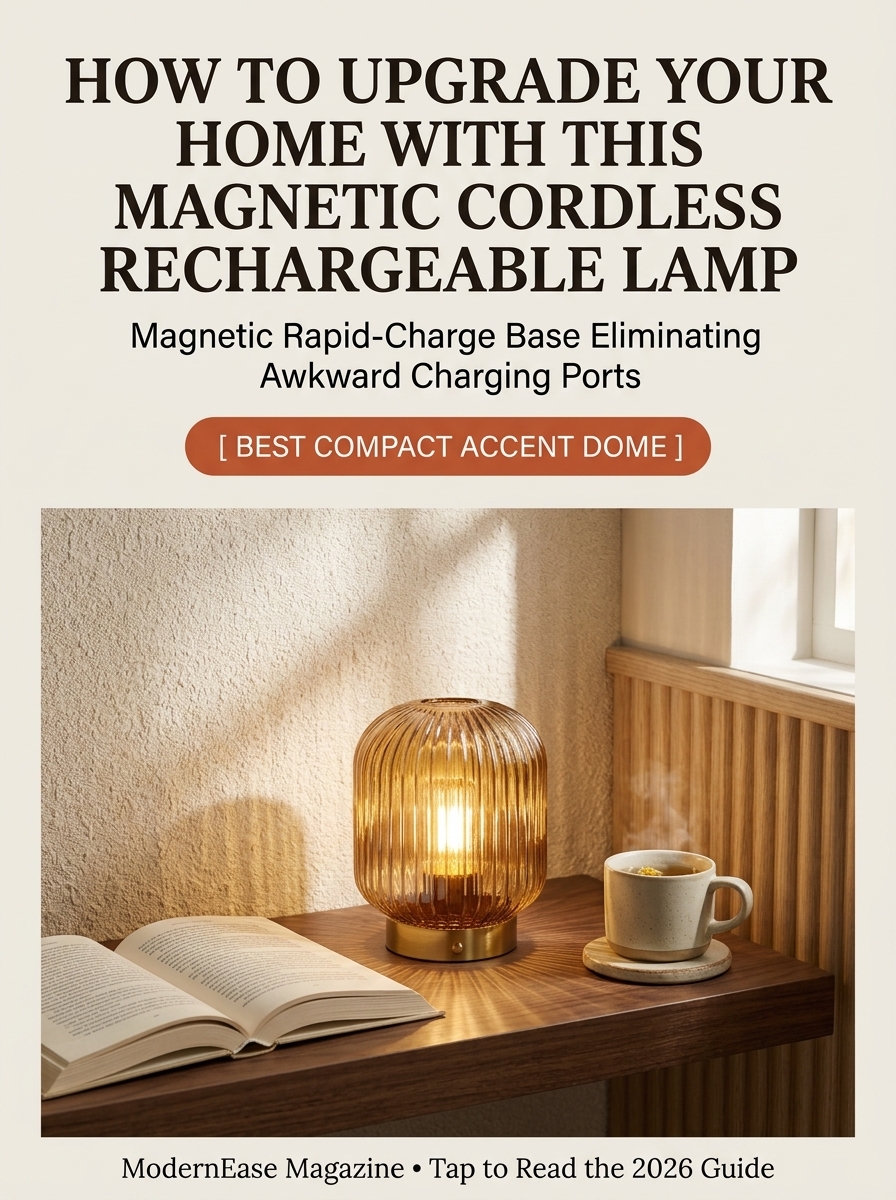 HOW TO UPGRADE YOUR
HOME WITH THIS
MAGNETIC CORDLESS
RECHARGEABLE LAMP
Magnetic Rapid-Charge Base Eliminating
Awkward Charging Ports
[ BEST COMPACT ACCENT DOME ]
ModernEase Magazine • Tap to Read the 2026 Guide